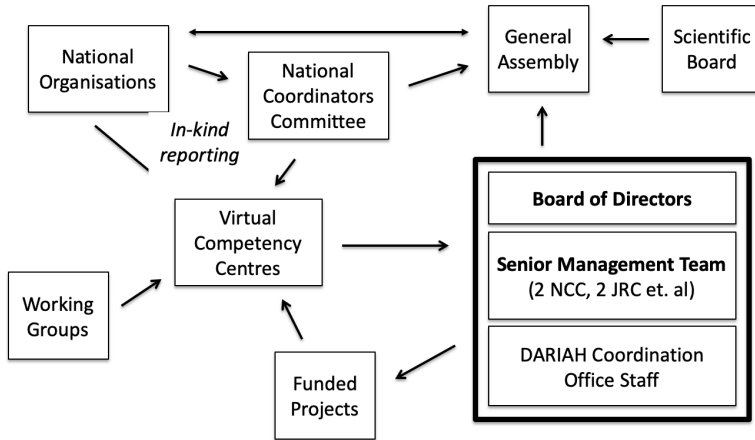 National
Organisations
National
Coordinators
Committee
General
Assembly
Scientific
Board
In-kind
reporting
Virtual
Competency
Centres
Board of Directors
Senior Management Team
(2 NCC, 2 JRC et. al)
DARIAH Coordination
Office Staff
Working
Groups
Funded
Projects